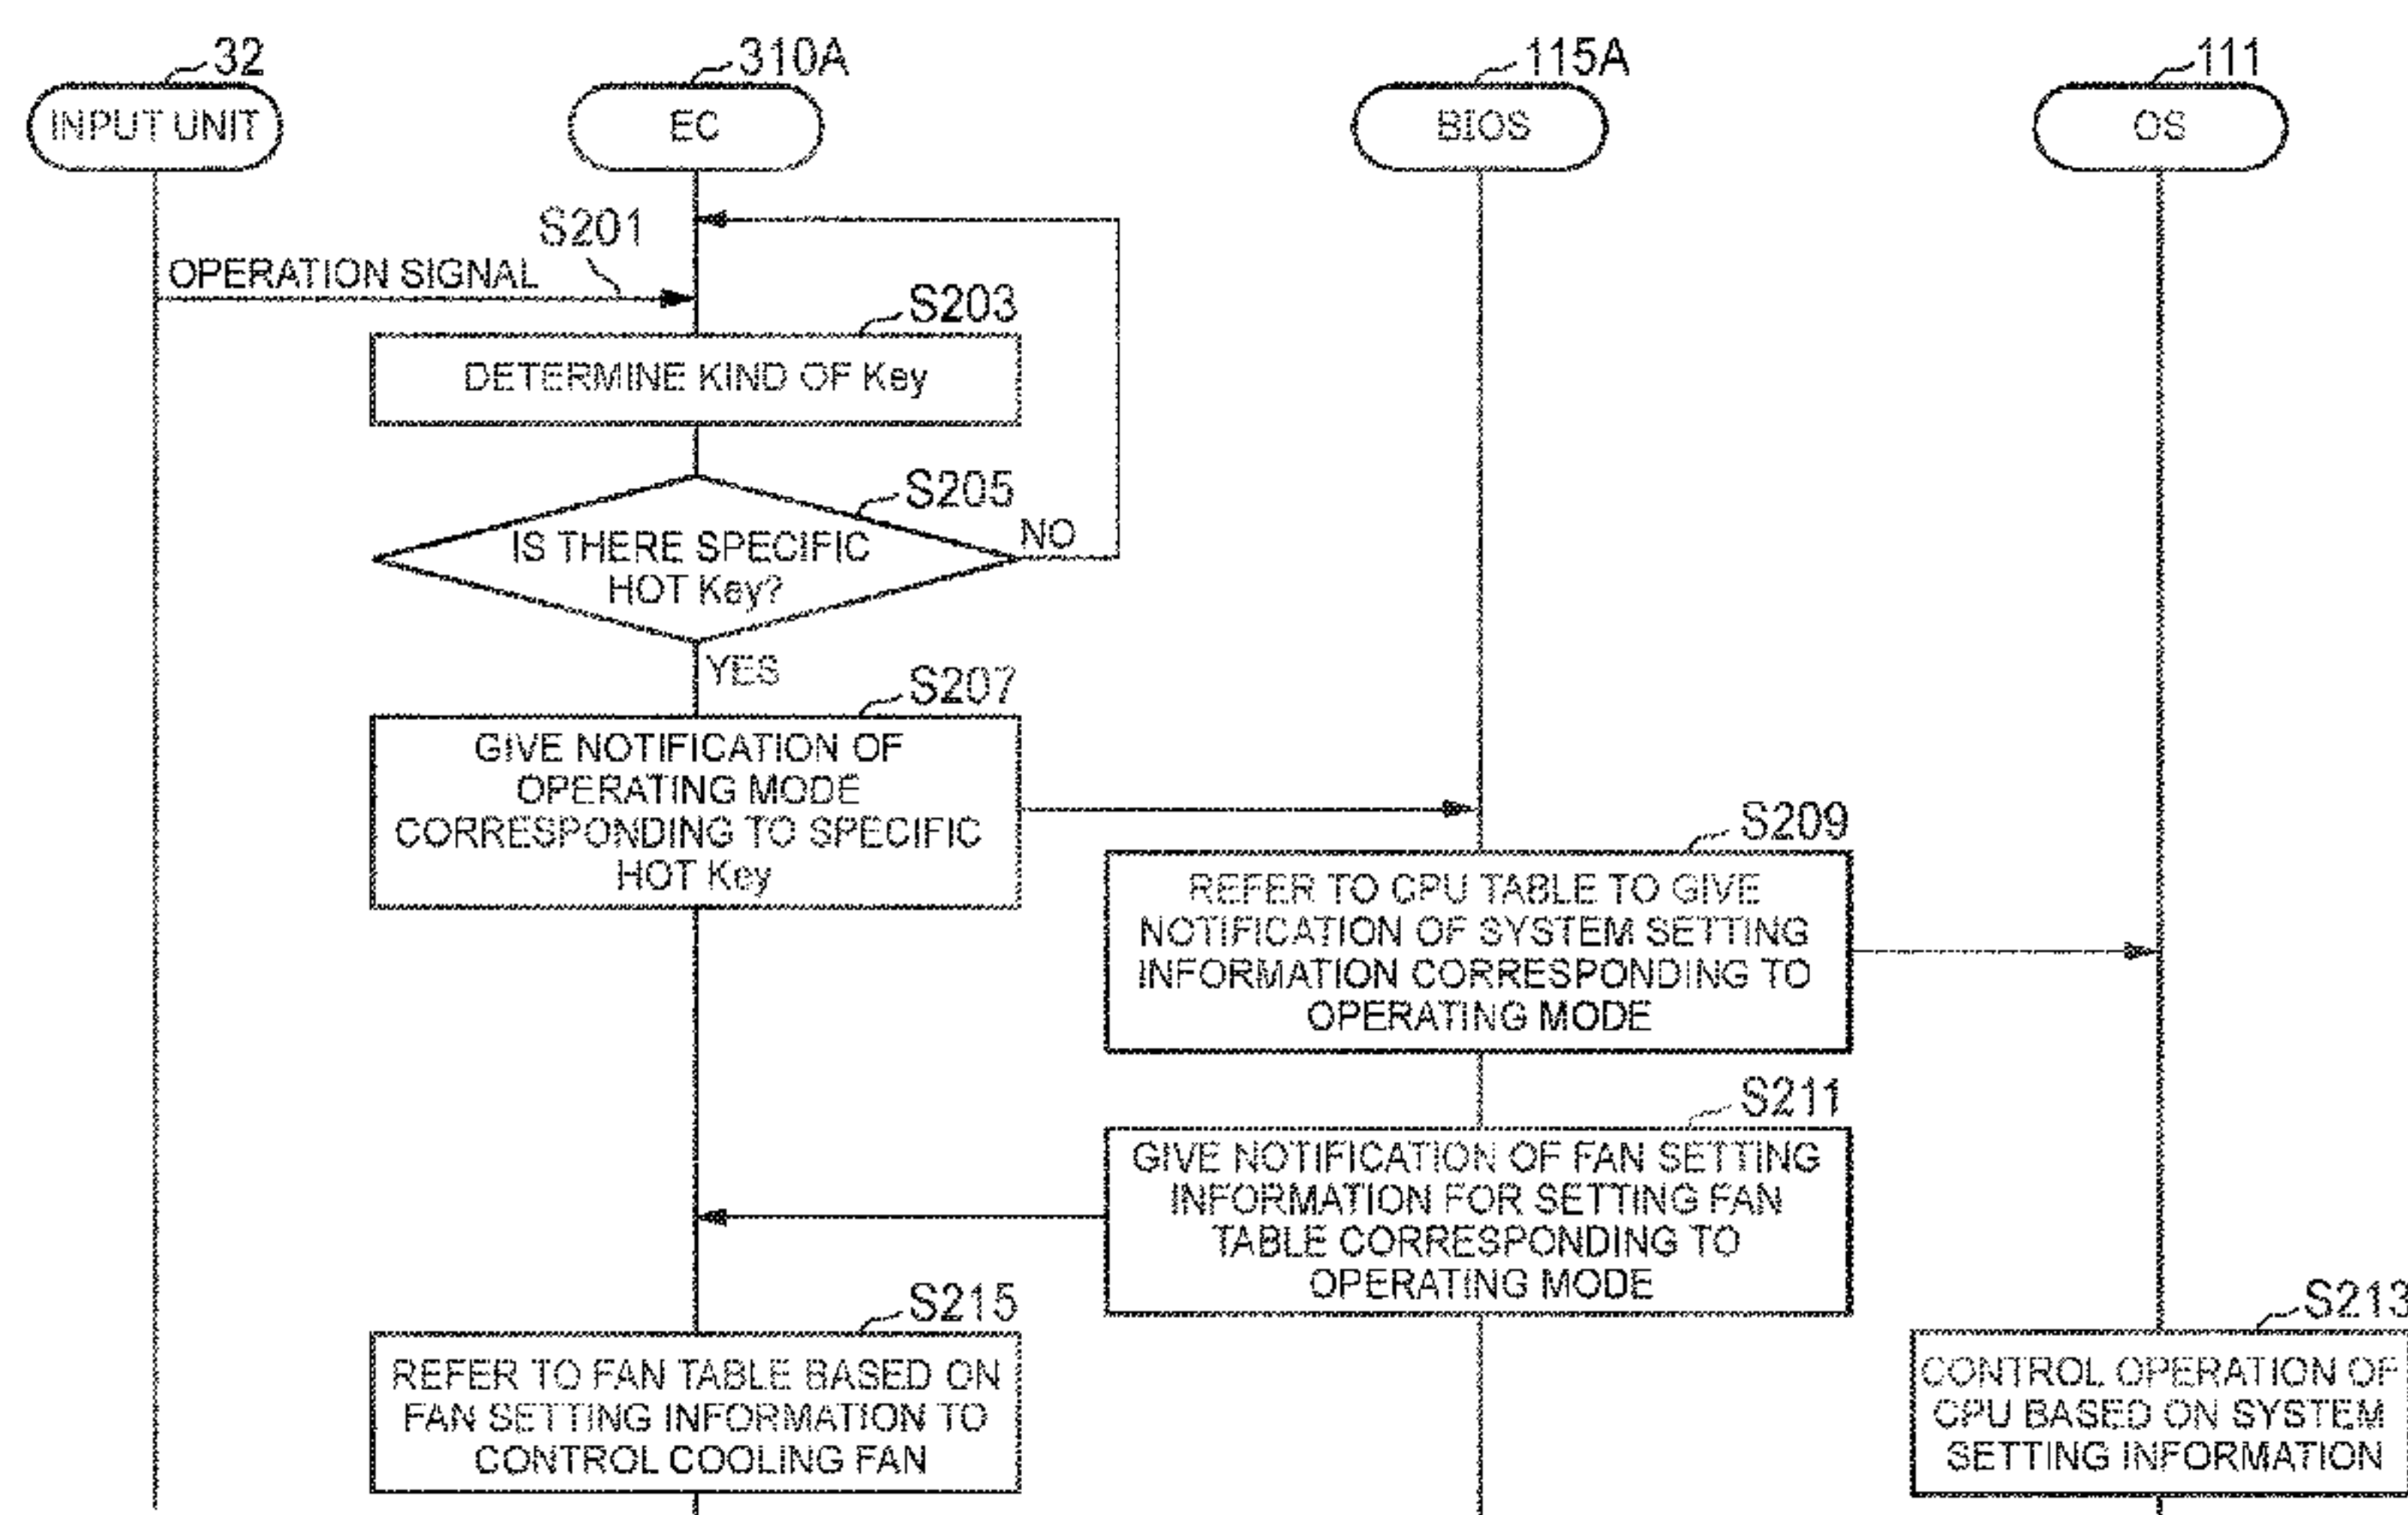 32
310A
115A
111
INPUT UNIT
EC
BIOS
OS
S201
OPERATION SIGNAL
S203
DETERMINE KIND OF Key
S205
IS THERE SPECIFIC
HOT Key?
NO
YES
S207
GIVE NOTIFICATION OF
OPERATING MODE
CORRESPONDING TO SPECIFIC
HOT Key
S209
REFER TO CPU TABLE TO GIVE
NOTIFICATION OF SYSTEM SETTING
INFORMATION CORRESPONDING TO
OPERATING MODE
S211
GIVE NOTIFICATION OF FAN SETTING
INFORMATION FOR SETTING FAN
TABLE CORRESPONDING TO
OPERATING MODE
S215
REFER TO FAN TABLE BASED ON
FAN SETTING INFORMATION TO
CONTROL COOLING FAN
S213
CONTROL OPERATION OF
CPU BASED ON SYSTEM
SETTING INFORMATION